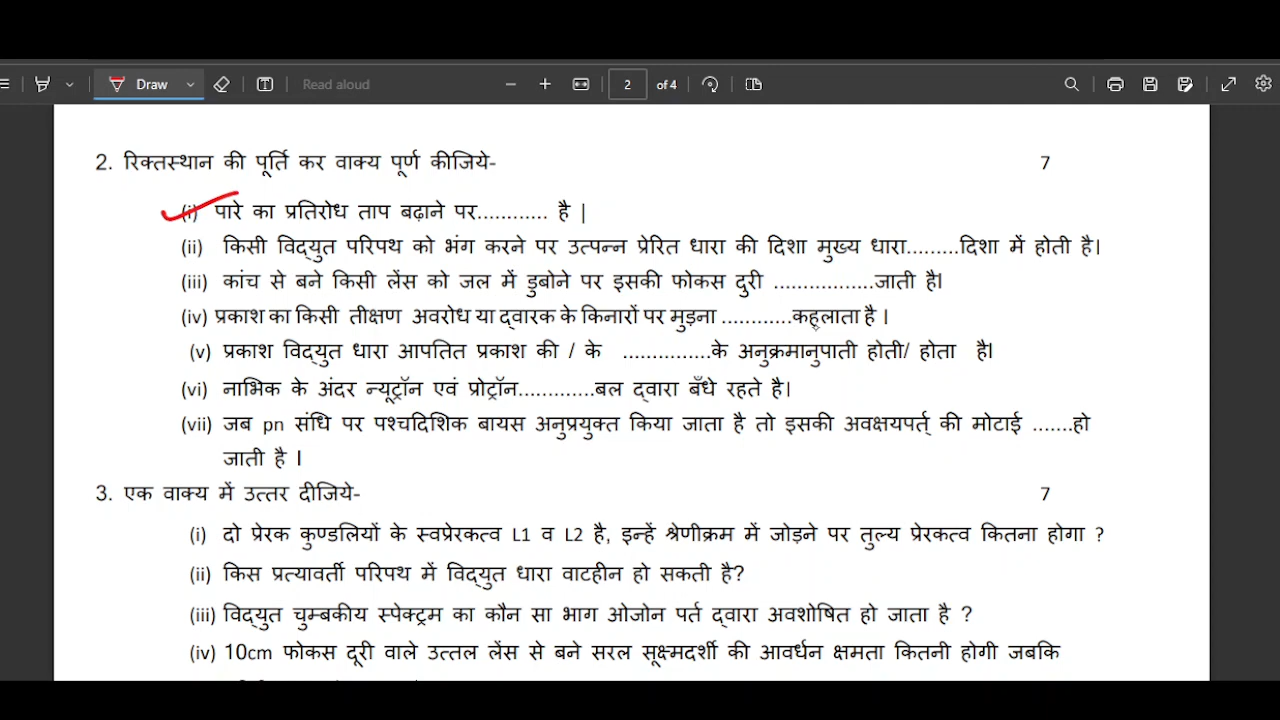 Draw
Read aloud
2
of 4
2. रिक्तस्थान की पूर्ति कर वाक्य पूर्ण कीजिये- 7
(i) पारे का प्रतिरोध ताप बढ़ाने पर............ है |
(ii) किसी विद्युत परिपथ को भंग करने पर उत्पन्न प्रेरित धारा की दिशा मुख्य धारा.........दिशा में होती है।
(iii) कांच से बने किसी लेंस को जल में डुबोने पर इसकी फोकस दुरी .................जाती हैl
(iv) प्रकाश का किसी तीक्षण अवरोध या द्वारक के किनारों पर मुड़ना ............कहलाता है ।
(v) प्रकाश विद्युत धारा आपतित प्रकाश की / के ...............के अनुक्रमानुपाती होती/ होता हैl
(vi) नाभिक के अंदर न्यूट्रॉन एवं प्रोट्रॉन.............बल द्वारा बँधे रहते है।
(vii) जब pn संधि पर पश्चदिशिक बायस अनुप्रयुक्त किया जाता है तो इसकी अवक्षयपर्त् की मोटाई .......हो
जाती है I
3. एक वाक्य में उत्तर दीजिये- 7
(i) दो प्रेरक कुण्डलियों के स्वप्रेरकत्व L1 व L2 है, इन्हें श्रेणीक्रम में जोड़ने पर तुल्य प्रेरकत्व कितना होगा ?
(ii) किस प्रत्यावर्ती परिपथ में विद्युत धारा वाटहीन हो सकती है?
(iii) विद्युत चुम्बकीय स्पेक्ट्रम का कौन सा भाग ओजोन पर्त द्वारा अवशोषित हो जाता है ?
(iv) 10cm फोकस दूरी वाले उत्तल लेंस से बने सरल सूक्ष्मदर्शी की आवर्धन क्षमता कितनी होगी जबकि